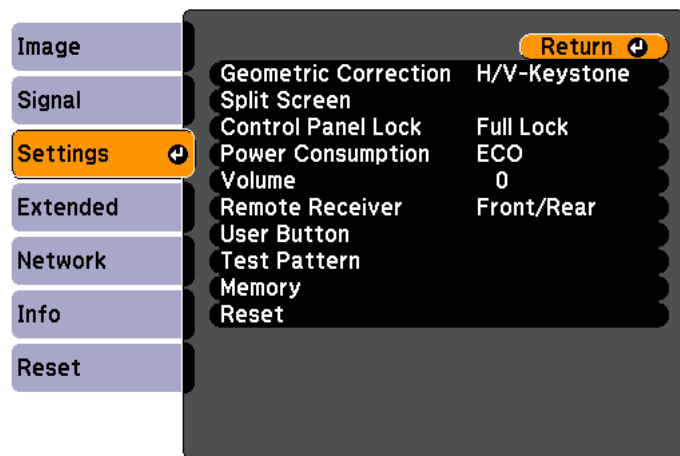 Image
Signal
Settings
Extended
Network
Info
Reset
Return
Geometric Correction H/V-Keystone
Split Screen
Control Panel Lock Full Lock
Power Consumption ECO
Volume 0
Remote Receiver Front/Rear
User Button
Test Pattern
Memory
Reset